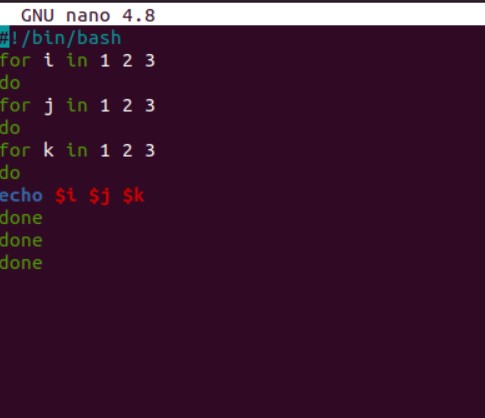 GNU nano 4.8
#!/bin/bash
for i in 1 2 3
do
for j in 1 2 3
do
for k in 1 2 3
do
echo $i $j $k
done
done
done